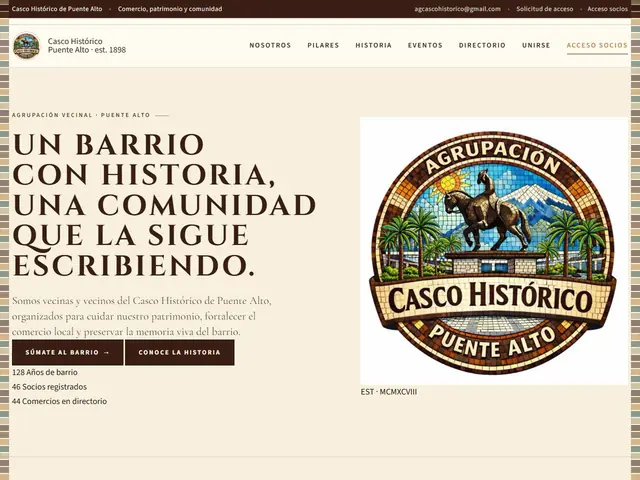 Casco Histórico de Puente Alto · Comercio, patrimonio y comunidad
agcascohistorico@gmail.com · Solicitud de acceso · Acceso socios
Casco Histórico
Puente Alto · est. 1898
NOSOTROS PILARES HISTORIA EVENTOS DIRECTORIO UNIRSE ACCESO SOCIOS
AGRUPACIÓN VECINAL · PUENTE ALTO
UN BARRIO
CON HISTORIA,
UNA COMUNIDAD
QUE LA SIGUE
ESCRIBIENDO.
Somos vecinas y vecinos del Casco Histórico de Puente Alto,
organizados para cuidar nuestro patrimonio, fortalecer el
comercio local y preservar la memoria viva del barrio.
SÚMATE AL BARRIO →
CONOCE LA HISTORIA
128 Años de barrio
46 Socios registrados
44 Comercios en directorio
AGRUPACIÓN
CASCO HISTÓRICO
PUENTE ALTO
EST · MCMXCVIII